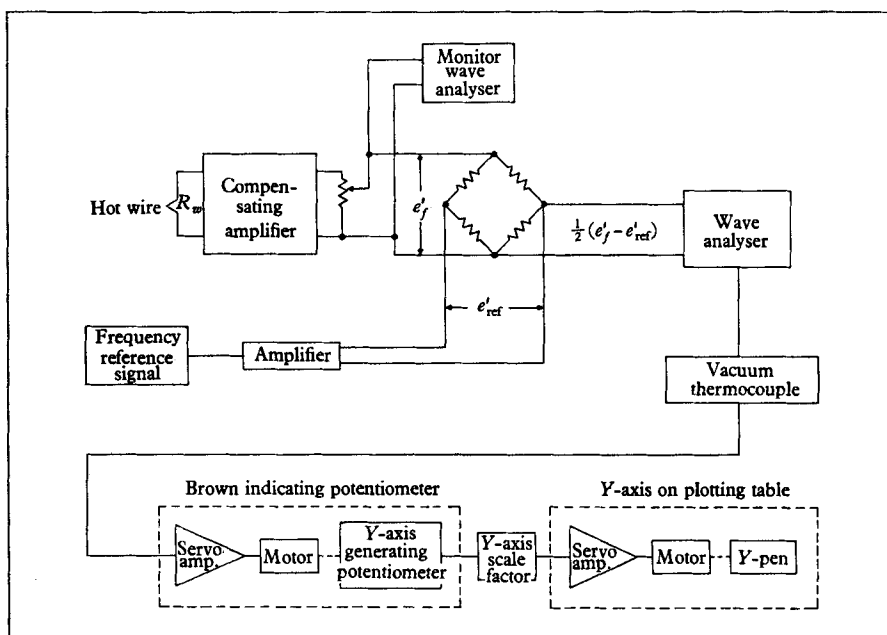 Monitor
wave
analyser
Hot wire
R_w
Compen-
sating
amplifier
e'_f
½ (e'_f − e'_ref)
Wave
analyser
e'_ref
Frequency
reference
signal
Amplifier
Vacuum
thermocouple
Brown indicating potentiometer
Y-axis on plotting table
Servo
amp.
Motor
Y-axis
generating
potentiometer
Y-axis
scale
factor
Servo
amp.
Motor
Y-pen